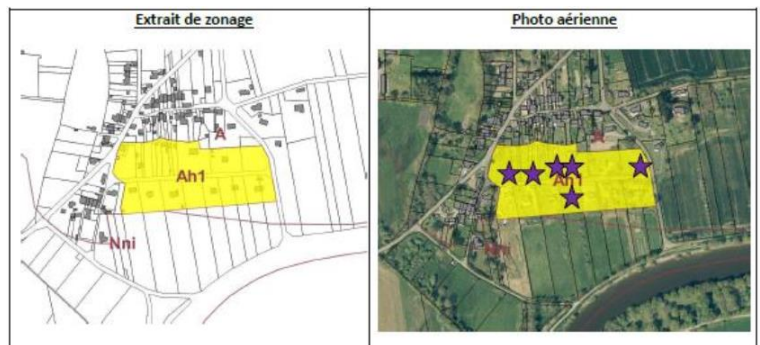 Extrait de zonage
Photo aérienne
A
Ah1
Nni
A
Ah1
Nni